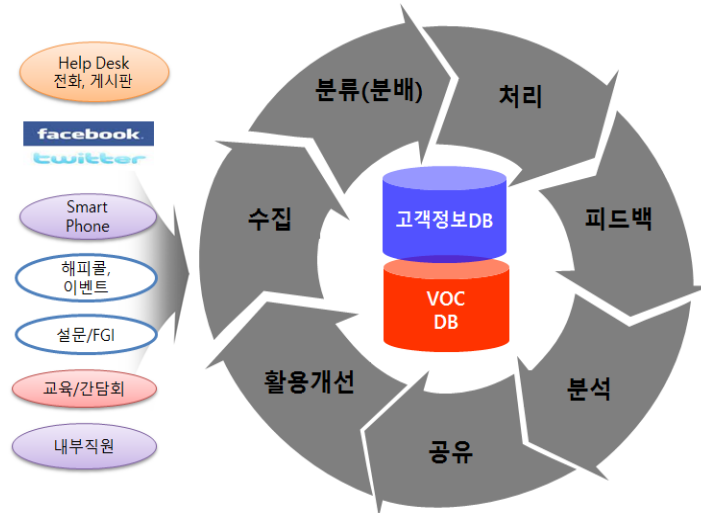 Help Desk
전화, 게시판
facebook.
twitter
Smart
Phone
해피콜,
이벤트
설문/FGI
교육/간담회
내부직원
수집
분류(분배)
처리
피드백
분석
공유
활용개선
고객정보DB
VOC
DB